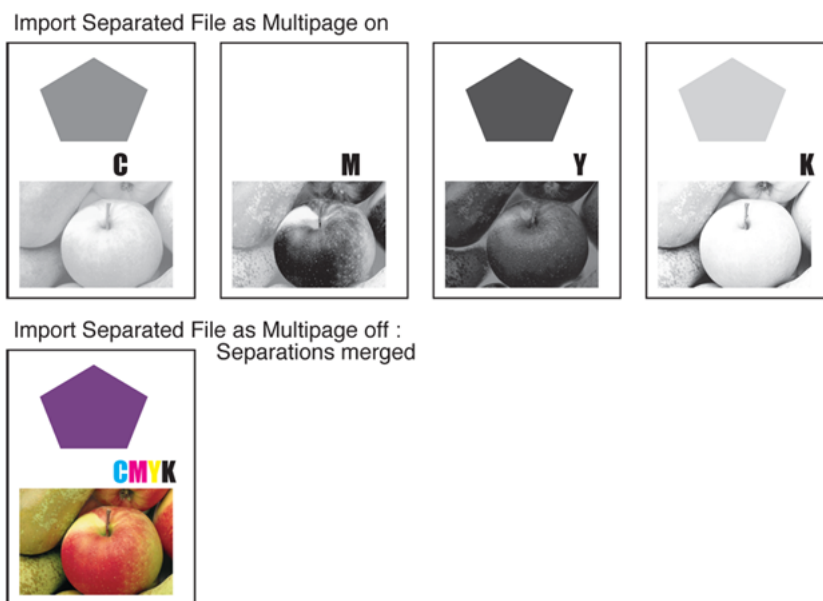 Import Separated File as Multipage on
C
M
Y
K
Import Separated File as Multipage off :
Separations merged
CMYK